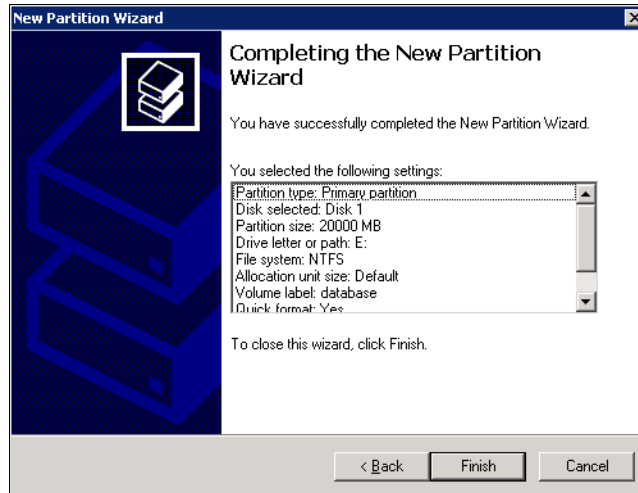 New Partition Wizard
Completing the New Partition
Wizard
You have successfully completed the New Partition Wizard.
You selected the following settings:
Partition type: Primary partition
Disk selected: Disk 1
Partition size: 20000 MB
Drive letter or path: E:
File system: NTFS
Allocation unit size: Default
Volume label: database
Quick format: Yes
To close this wizard, click Finish.
< Back
Finish
Cancel